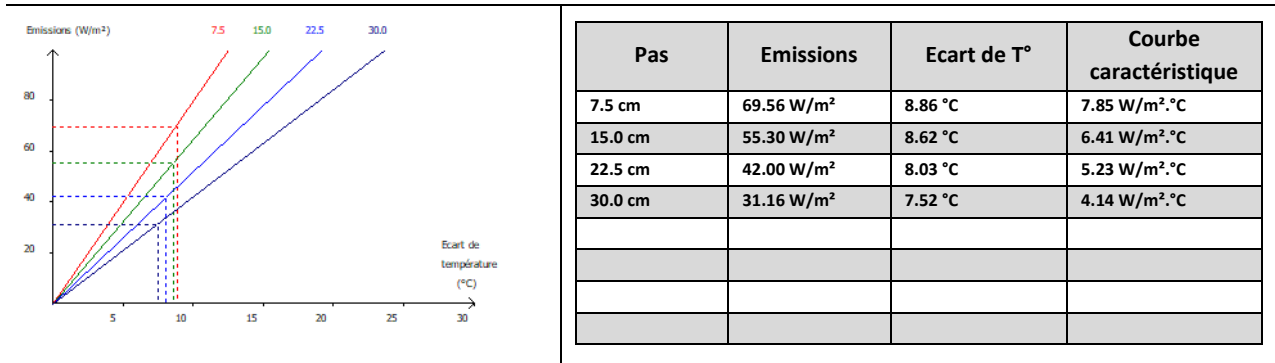 Emissions (W/m²)
7.5 15.0 22.5 30.0
80
60
40
20
Ecart de
température
(°C)
5 10 15 20 25 30
Pas Emissions Ecart de T° Courbe
caractéristique
7.5 cm 69.56 W/m² 8.86 °C 7.85 W/m².°C
15.0 cm 55.30 W/m² 8.62 °C 6.41 W/m².°C
22.5 cm 42.00 W/m² 8.03 °C 5.23 W/m².°C
30.0 cm 31.16 W/m² 7.52 °C 4.14 W/m².°C